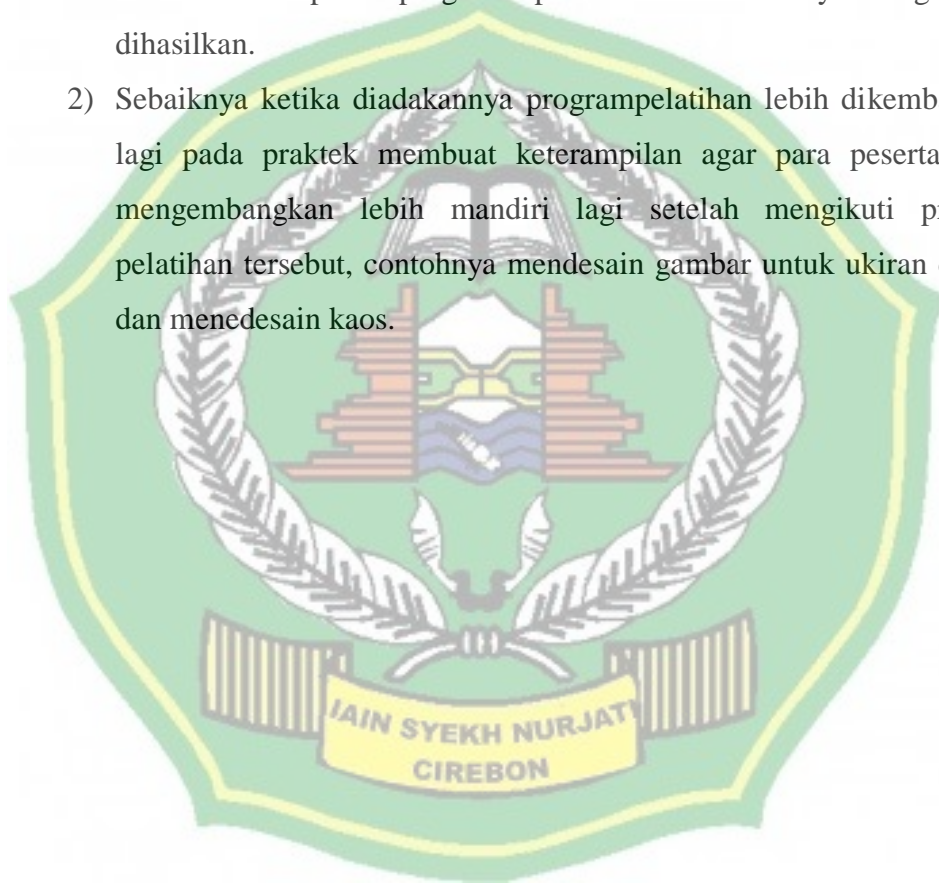 dihasilkan.
2) Sebaiknya ketika diadakannya programpelatihan lebih
lagi pada praktek membuat keterampilan agar para peserta
mengembangkan lebih mandiri lagi setelah mengikuti
pelatihan tersebut, contohnya mendesain gambar untuk ukiran
dan menedesain kaos.
IAIN SYEKH NURJATI
CIREBON